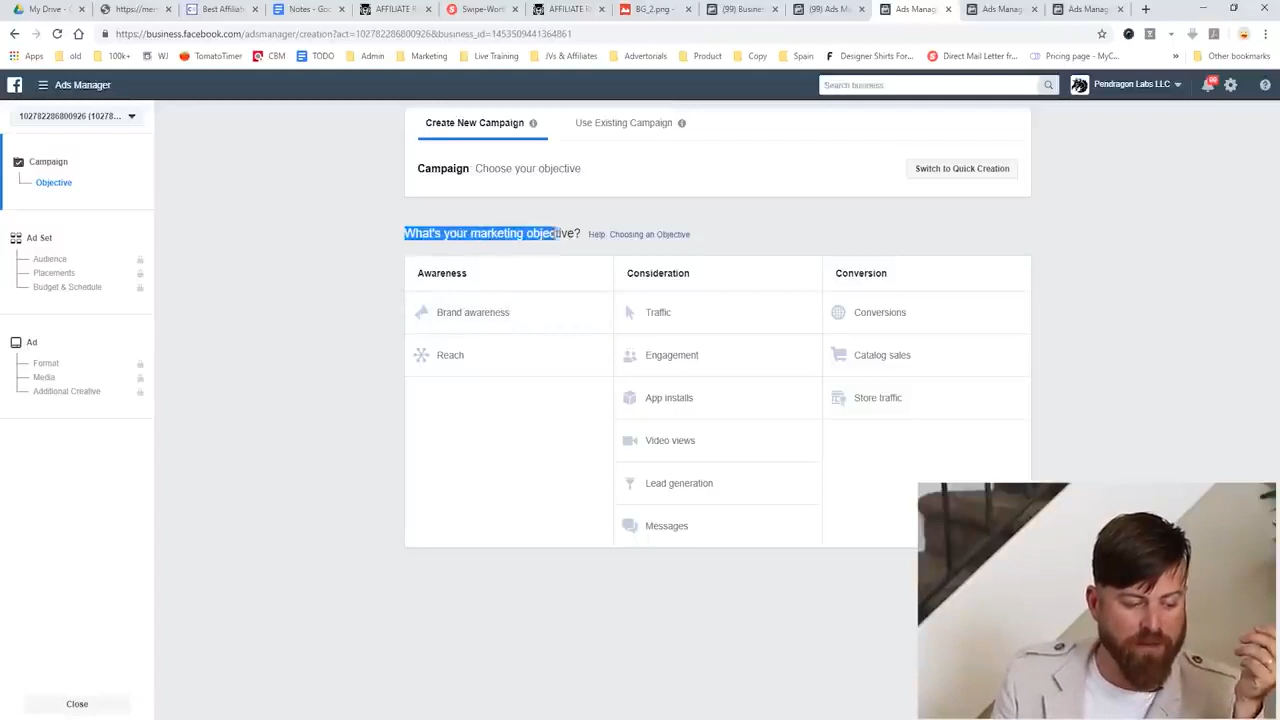 https://mer
Best Affiliat
Notes - Goo
AFFILIATE R
Swipe-Worl
AFFILIATE R
BG_2.png -
(99) Busine
(99) Ads Ma
Ads Manag
Ads Manag
Ads Manag
https://business.facebook.com/adsmanager/creation?act=102782286800926&business_id=1453509441364861
Apps
old
100k+
WJ
TomatoTimer
CBM
TODO
Admin
Marketing
Live Training
JVs & Affiliates
Advertorials
Product
Copy
Spain
Designer Shirts For...
Direct Mail Letter fr...
Pricing page - MyC...
»
Other bookmarks
Ads Manager
Search business
Pendragon Labs LLC
102782286800926 (10278...
Campaign
Objective
Ad Set
Audience
Placements
Budget & Schedule
Ad
Format
Media
Additional Creative
Close
Create New Campaign
Use Existing Campaign
Campaign Choose your objective
Switch to Quick Creation
What's your marketing objective? Help: Choosing an Objective
Awareness
Consideration
Conversion
Brand awareness
Traffic
Conversions
Reach
Engagement
Catalog sales
App installs
Store traffic
Video views
Lead generation
Messages